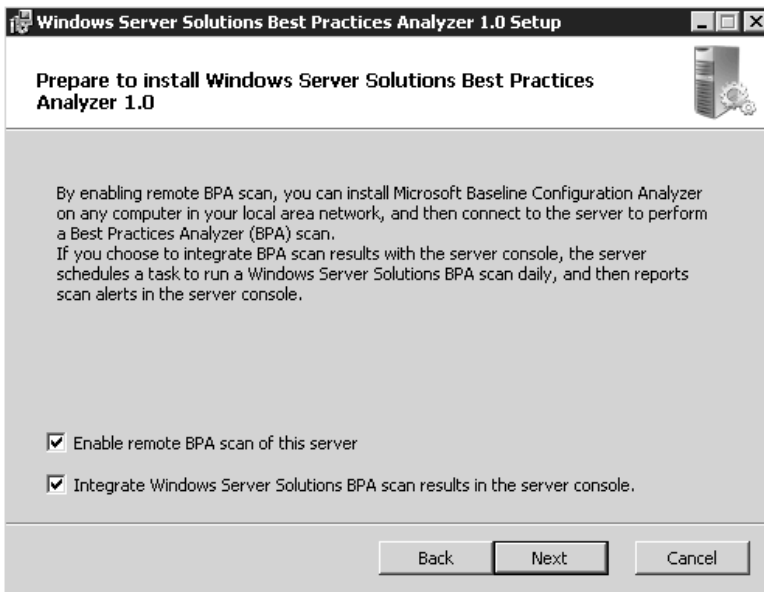 Windows Server Solutions Best Practices Analyzer 1.0 Setup
Prepare to install Windows Server Solutions Best Practices
Analyzer 1.0
By enabling remote BPA scan, you can install Microsoft Baseline Configuration Analyzer
on any computer in your local area network, and then connect to the server to perform
a Best Practices Analyzer (BPA) scan.
If you choose to integrate BPA scan results with the server console, the server
schedules a task to run a Windows Server Solutions BPA scan daily, and then reports
scan alerts in the server console.
Enable remote BPA scan of this server
Integrate Windows Server Solutions BPA scan results in the server console.
Back Next Cancel